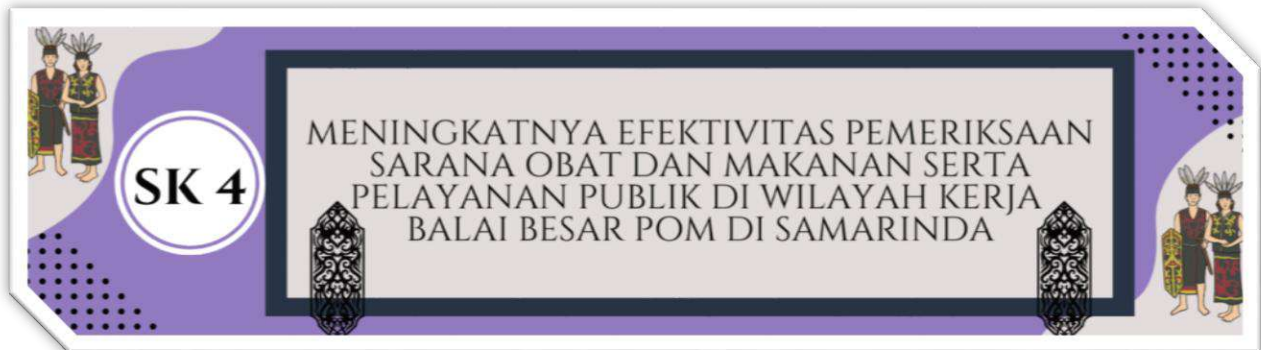 SK 4
MENINGKATNYA EFEKTIVITAS PEMERIKSAAN
SARANA OBAT DAN MAKANAN SERTA
PELAYANAN PUBLIK DI WILAYAH KERJA
BALAI BESAR POM DI SAMARINDA